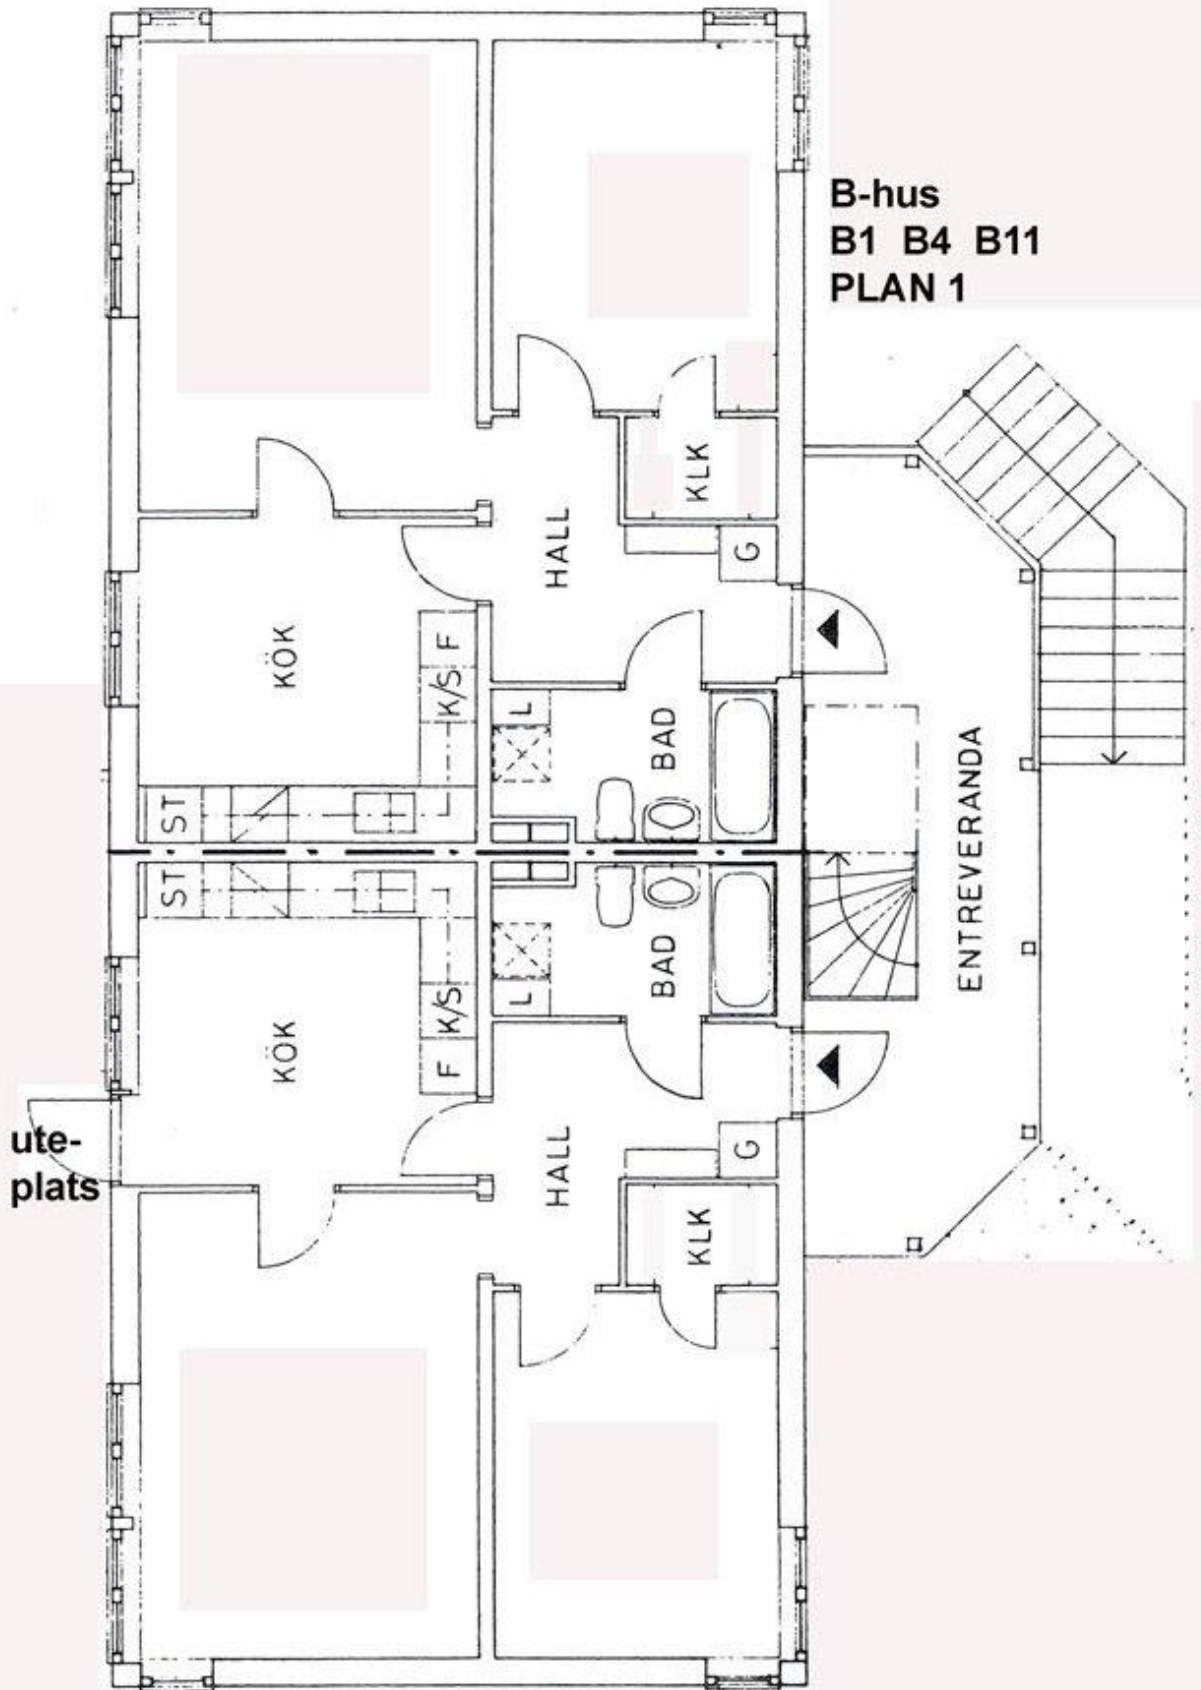 B-hus
B1 B4 B11
PLAN 1
KLK
HALL
G
KÖK
F
K/S
L
BAD
ST
ENTREVERANDA
ST
BAD
L
K/S
KÖK
F
ute-
plats
HALL
G
KLK